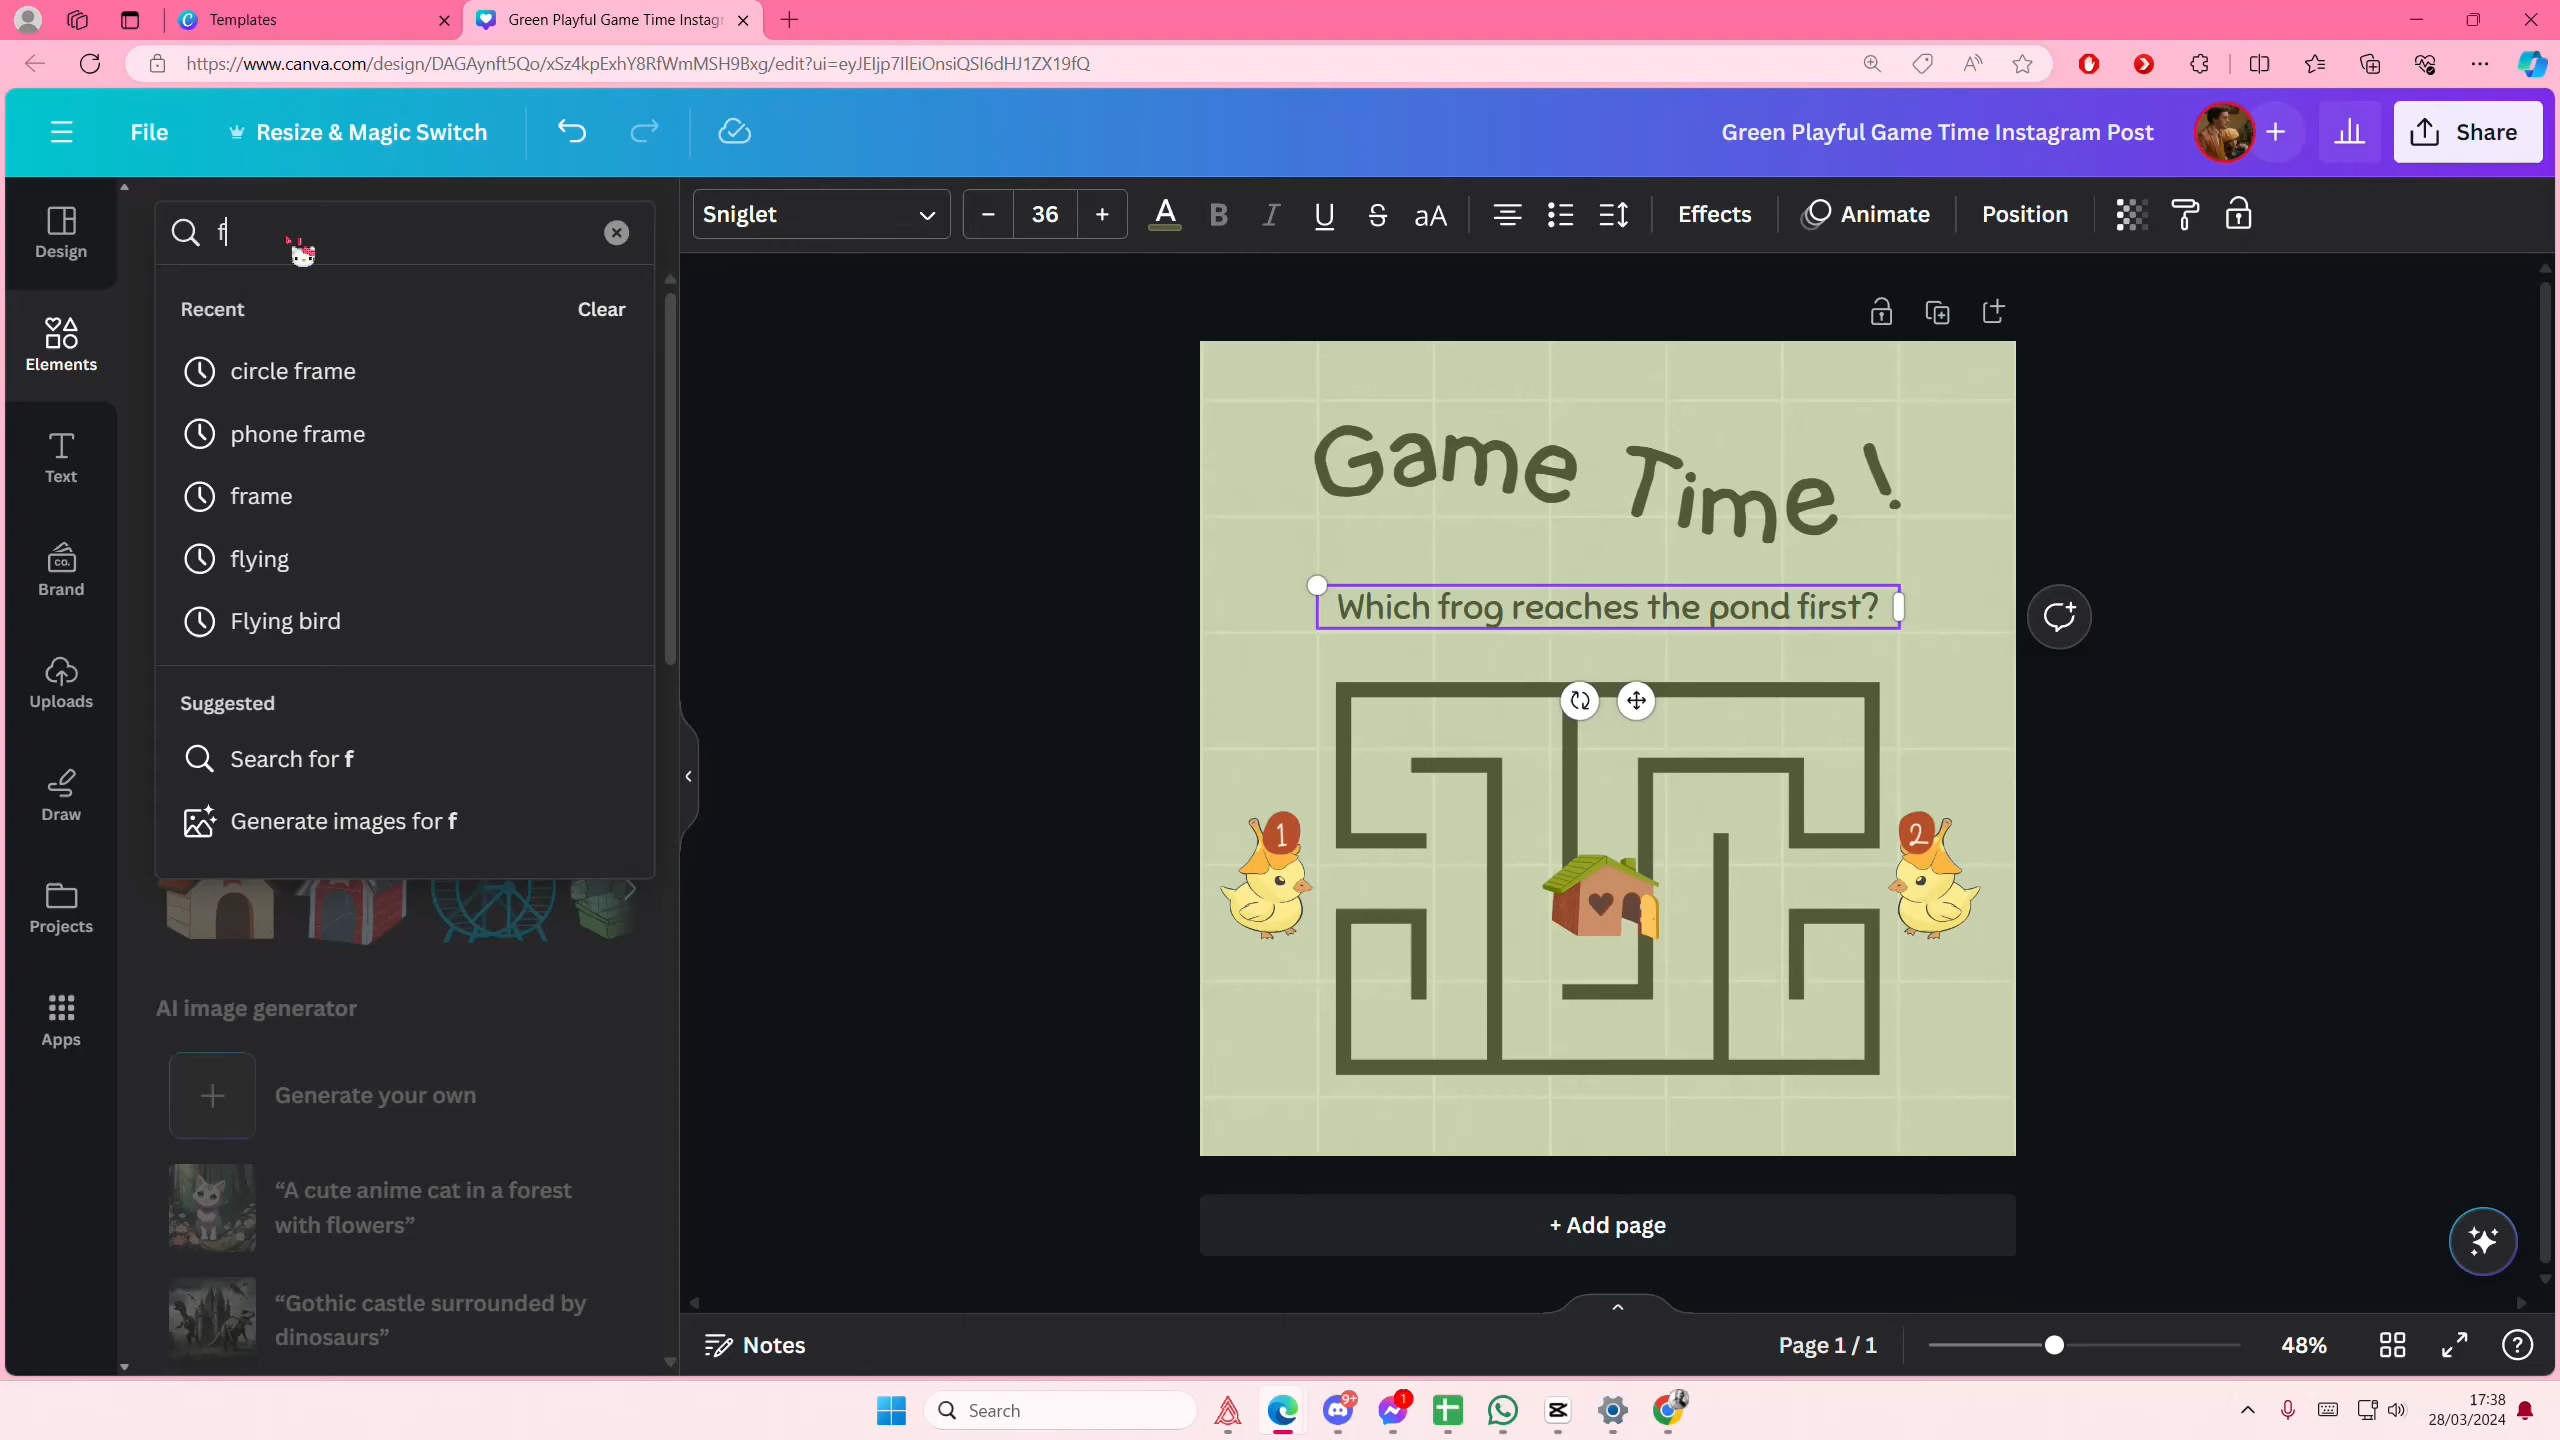 Templates
Green Playful Game Time Instagr
https://www.canva.com/design/DAGAynft5Qo/xSz4kpExhY8RfWmMSH9Bxg/edit?ui=eyJEIjp7IlEiOnsiQSI6dHJ1ZX19fQ
File
Resize & Magic Switch
Green Playful Game Time Instagram Post
Share
Design
Elements
Text
Brand
Uploads
Draw
Projects
Apps
f
Recent
Clear
circle frame
phone frame
frame
flying
Flying bird
Suggested
Search for f
Generate images for f
AI image generator
Generate your own
“A cute anime cat in a forest
with flowers”
“Gothic castle surrounded by
dinosaurs”
Sniglet
36
A
B
I
U
S
aA
Effects
Animate
Position
Game Time!
Which frog reaches the pond first?
1
2
+ Add page
Notes
Page 1 / 1
48%
Search
9+
1
17:38
28/03/2024